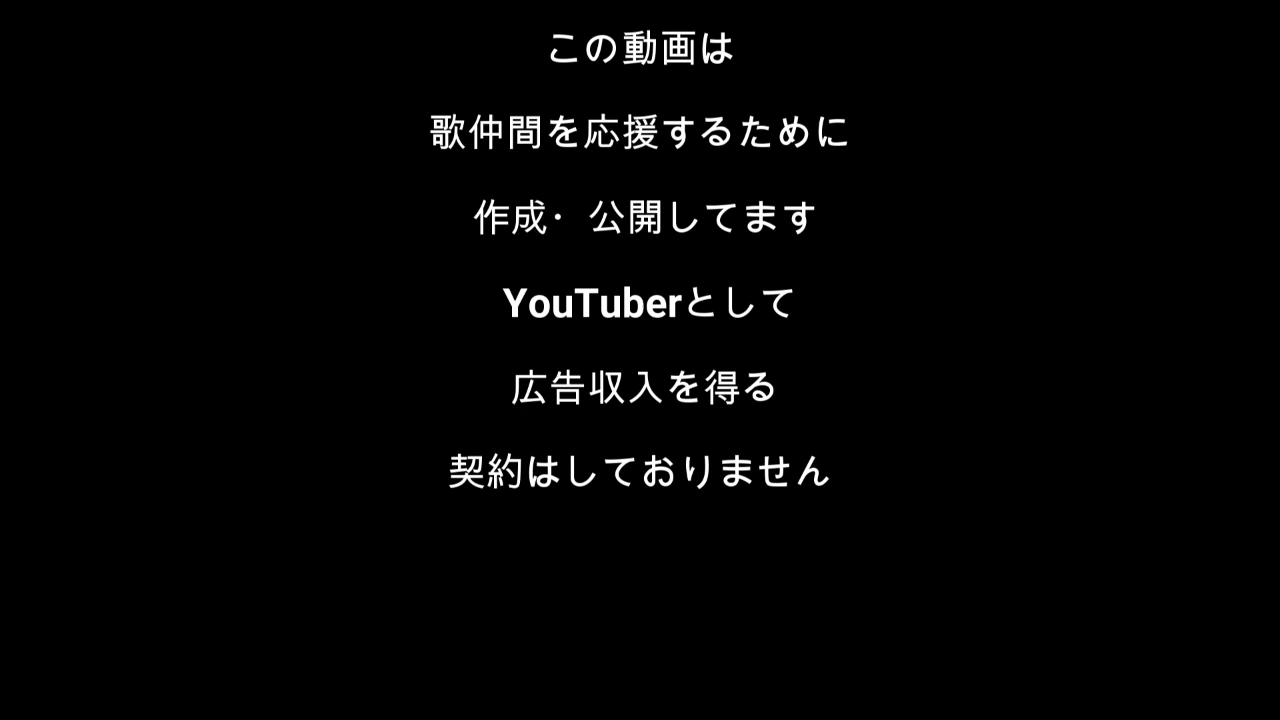 この動画は
歌仲間を応援するために
作成・公開してます
YouTuberとして
広告収入を得る
契約はしておりません